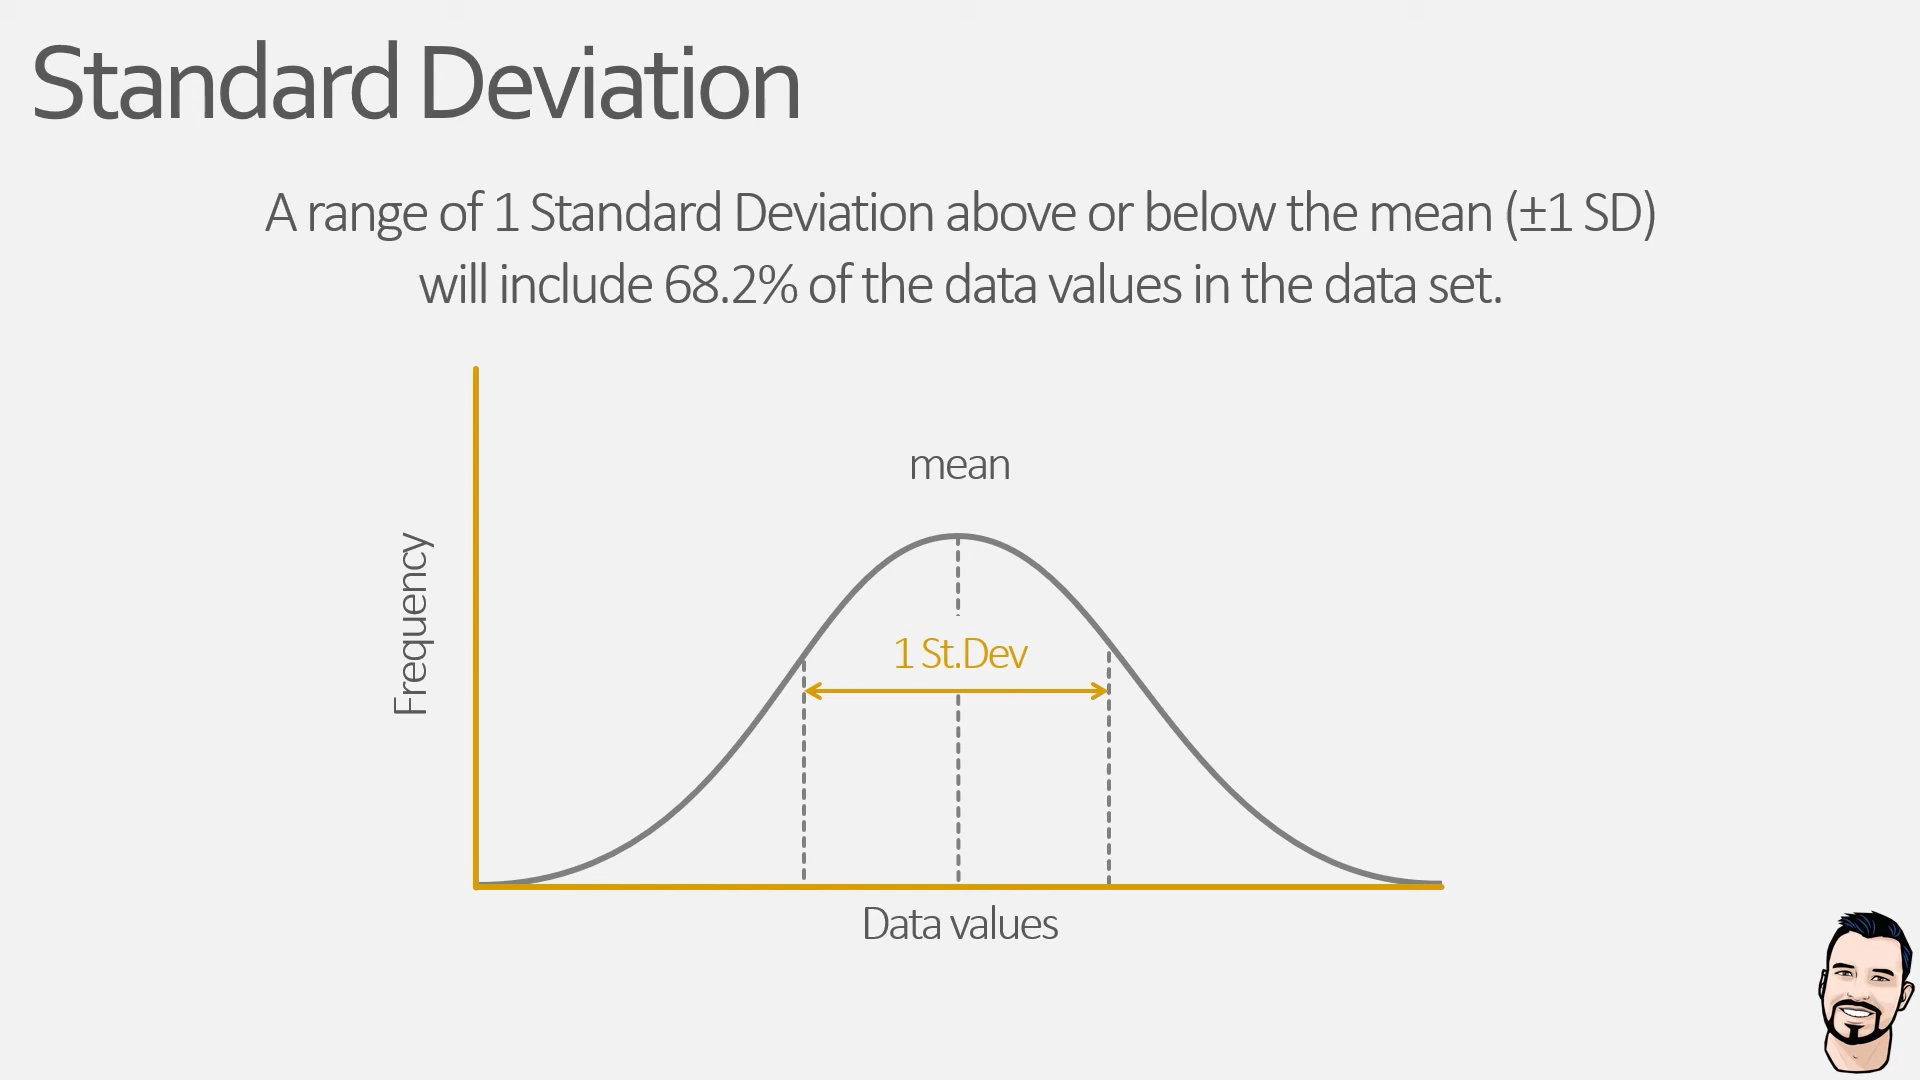 Standard Deviation
A range of 1 Standard Deviation above or below the mean (±1 SD)
will include 68.2% of the data values in the data set.
mean
Frequency
1 St.Dev
Data values